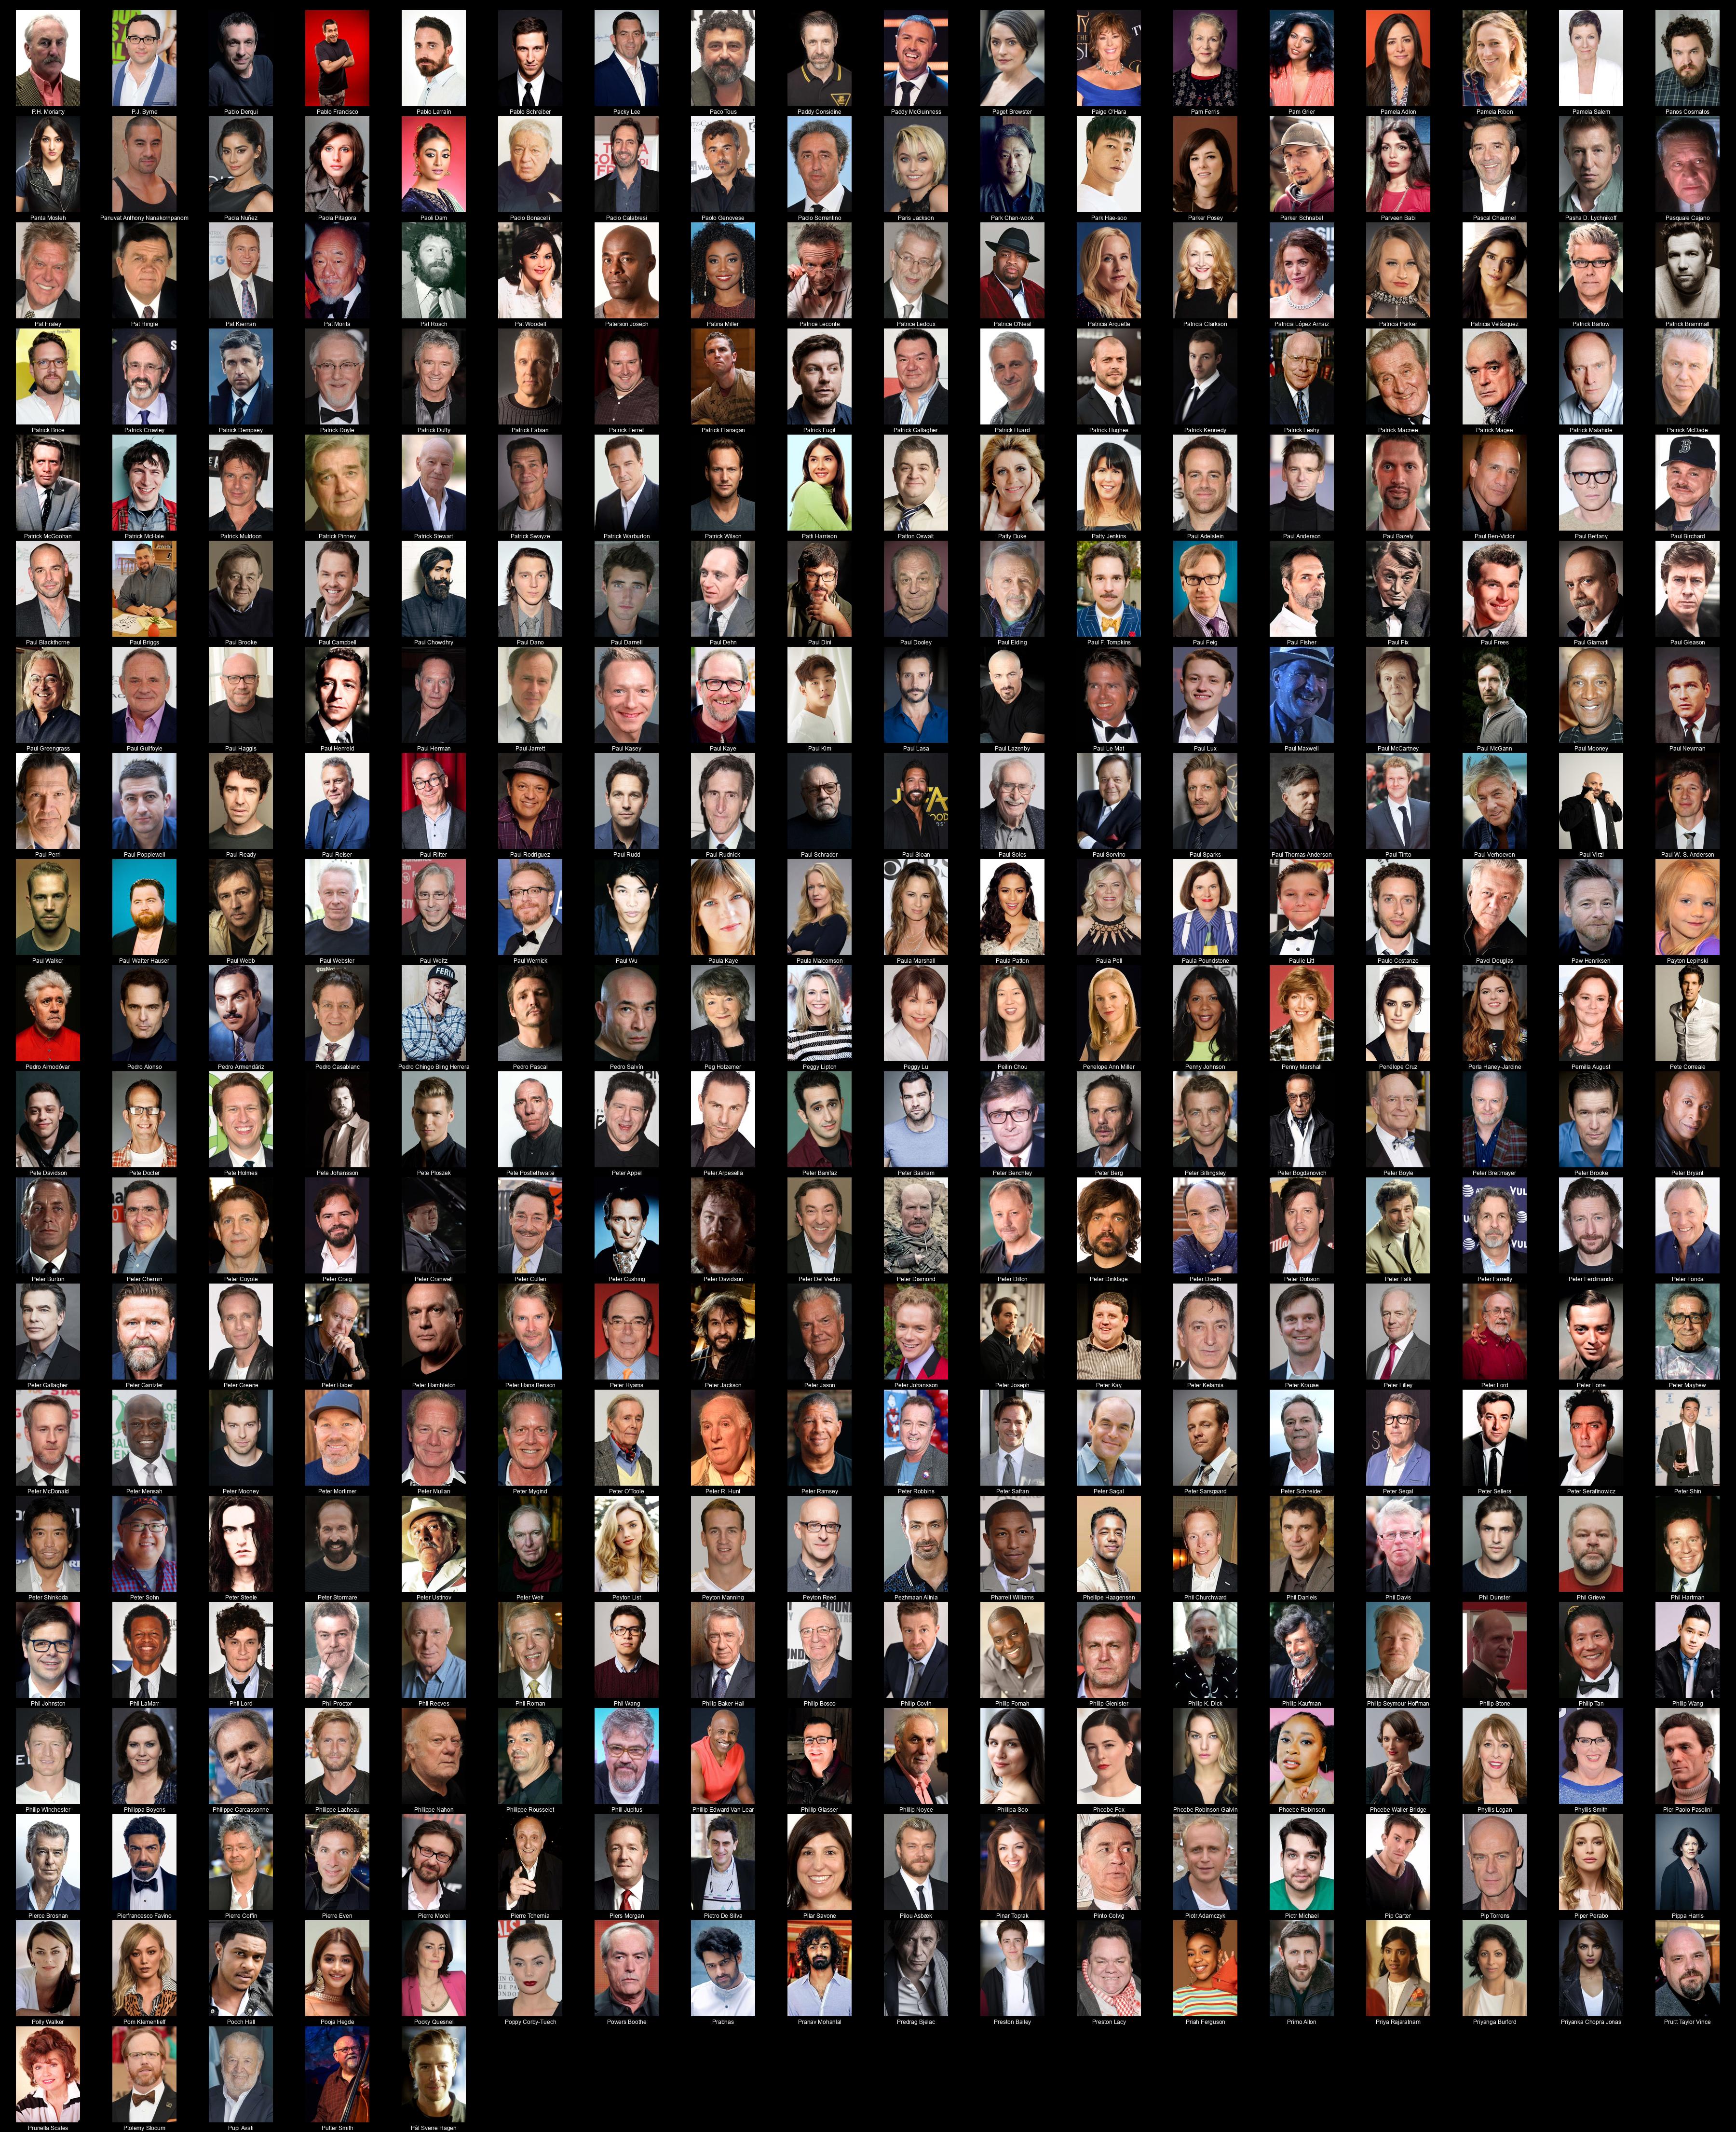 P.H. Moriarty P.J. Byrne Pablo Derqui Pablo Francisco Pablo Larraín Pablo Schreiber Packy Lee Paco Tous Paddy Considine Paddy McGuinness Paget Brewster Paige O'Hara Pam Ferris Pam Grier Pamela Adlon Pamela Ribon Pamela Salem Panos Cosmatos
Panta Mosleh Panuvat Anthony Nanakornpanom Paola Nuñez Paola Pitagora Paoli Dam Paolo Bonacelli Paolo Calabresi Paolo Genovese Paolo Sorrentino Paris Jackson Park Chan-wook Park Hae-soo Parker Posey Parker Schnabel Parveen Babi Pascal Chaumeil Pasha D. Lychnikoff Pasquale Cajano
Pat Fraley Pat Hingle Pat Kiernan Pat Morita Pat Roach Pat Woodell Paterson Joseph Patina Miller Patrice Leconte Patrice Ledoux Patrice O'Neal Patricia Arquette Patricia Clarkson Patricia López Arnaiz Patricia Parker Patricia Velásquez Patrick Barlow Patrick Brammall
Patrick Brice Patrick Crowley Patrick Dempsey Patrick Doyle Patrick Duffy Patrick Fabian Patrick Ferrell Patrick Flanagan Patrick Fugit Patrick Gallagher Patrick Huard Patrick Hughes Patrick Kennedy Patrick Leahy Patrick Macnee Patrick Magee Patrick Malahide Patrick McDade
Patrick McGoohan Patrick McHale Patrick Muldoon Patrick Pinney Patrick Stewart Patrick Swayze Patrick Warburton Patrick Wilson Patti Harrison Patton Oswalt Patty Duke Patty Jenkins Paul Adelstein Paul Anderson Paul Bazely Paul Ben-Victor Paul Bettany Paul Birchard
Paul Blackthorne Paul Briggs Paul Brooke Paul Campbell Paul Chowdhry Paul Dano Paul Darnell Paul Dehn Paul Dini Paul Dooley Paul Eiding Paul F. Tompkins Paul Feig Paul Fisher Paul Fix Paul Frees Paul Giamatti Paul Gleason
Paul Greengrass Paul Guilfoyle Paul Haggis Paul Henreid Paul Herman Paul Jarrett Paul Kasey Paul Kaye Paul Kim Paul Lasa Paul Lazenby Paul Le Mat Paul Lux Paul Maxwell Paul McCartney Paul McGann Paul Mooney Paul Newman
Paul Perri Paul Popplewell Paul Ready Paul Reiser Paul Ritter Paul Rodríguez Paul Rudd Paul Rudnick Paul Schrader Paul Sloan Paul Soles Paul Sorvino Paul Sparks Paul Thomas Anderson Paul Tinto Paul Verhoeven Paul Virzi Paul W. S. Anderson
Paul Walker Paul Walter Hauser Paul Webb Paul Webster Paul Weitz Paul Wernick Paul Wu Paula Kaye Paula Malcomson Paula Marshall Paula Patton Paula Pell Paula Poundstone Paulie Litt Paulo Costanzo Pavel Douglas Paw Henriksen Payton Lepinski
Pedro Almodóvar Pedro Alonso Pedro Armendáriz Pedro Casablanc Pedro Chingo Bling Herrera Pedro Pascal Pedro Salvín Peg Holzemer Peggy Lipton Peggy Lu Peilin Chou Penelope Ann Miller Penny Johnson Penny Marshall Penélope Cruz Perla Haney-Jardine Pernilla August Pete Correale
Pete Davidson Pete Docter Pete Holmes Pete Johansson Pete Ploszek Pete Postlethwaite Peter Appel Peter Arpesella Peter Banifaz Peter Basham Peter Benchley Peter Berg Peter Billingsley Peter Bogdanovich Peter Boyle Peter Breitmayer Peter Brooke Peter Bryant
Peter Burton Peter Chernin Peter Coyote Peter Craig Peter Cranwell Peter Cullen Peter Cushing Peter Davidson Peter Del Vecho Peter Diamond Peter Dillon Peter Dinklage Peter Diseth Peter Dobson Peter Falk Peter Farrelly Peter Ferdinando Peter Fonda
Peter Gallagher Peter Gantzler Peter Greene Peter Haber Peter Hambleton Peter Hans Benson Peter Hyams Peter Jackson Peter Jason Peter Johansson Peter Joseph Peter Kay Peter Kelamis Peter Krause Peter Lilley Peter Lord Peter Lorre Peter Mayhew
Peter McDonald Peter Mensah Peter Mooney Peter Mortimer Peter Mullan Peter Mygind Peter O'Toole Peter R. Hunt Peter Ramsey Peter Robbins Peter Safran Peter Sagal Peter Sarsgaard Peter Schneider Peter Segal Peter Sellers Peter Serafinowicz Peter Shin
Peter Shinkoda Peter Sohn Peter Steele Peter Stormare Peter Ustinov Peter Weir Peyton List Peyton Manning Peyton Reed Pezhmaan Alinia Pharrell Williams Phellipe Haagensen Phil Churchward Phil Daniels Phil Davis Phil Dunster Phil Grieve Phil Hartman
Phil Johnston Phil LaMarr Phil Lord Phil Proctor Phil Reeves Phil Roman Phil Wang Philip Baker Hall Philip Bosco Philip Covin Philip Fornah Philip Glenister Philip K. Dick Philip Kaufman Philip Seymour Hoffman Philip Stone Philip Tan Philip Wang
Philip Winchester Philippa Boyens Philippe Carcassonne Philippe Lacheau Philippe Nahon Philippe Rousselet Phill Jupitus Phillip Edward Van Lear Phillip Glasser Phillip Noyce Phillipa Soo Phoebe Fox Phoebe Robinson-Galvin Phoebe Robinson Phoebe Waller-Bridge Phyllis Logan Phyllis Smith Pier Paolo Pasolini
Pierce Brosnan Pierfrancesco Favino Pierre Coffin Pierre Even Pierre Morel Pierre Tchernia Piers Morgan Pietro De Silva Pilar Savone Pilou Asbæk Pinar Toprak Pinto Colvig Piotr Adamczyk Piotr Michael Pip Carter Pip Torrens Piper Perabo Pippa Harris
Polly Walker Pom Klementieff Pooch Hall Pooja Hegde Pooky Quesnel Poppy Corby-Tuech Powers Boothe Prabhas Pranav Mohanlal Predrag Bjelac Preston Bailey Preston Lacy Priah Ferguson Primo Allon Priya Rajaratnam Priyanga Burford Priyanka Chopra Jonas Pruitt Taylor Vince
Prunella Scales Ptolemy Slocum Pupi Avati Putter Smith Pål Sverre Hagen